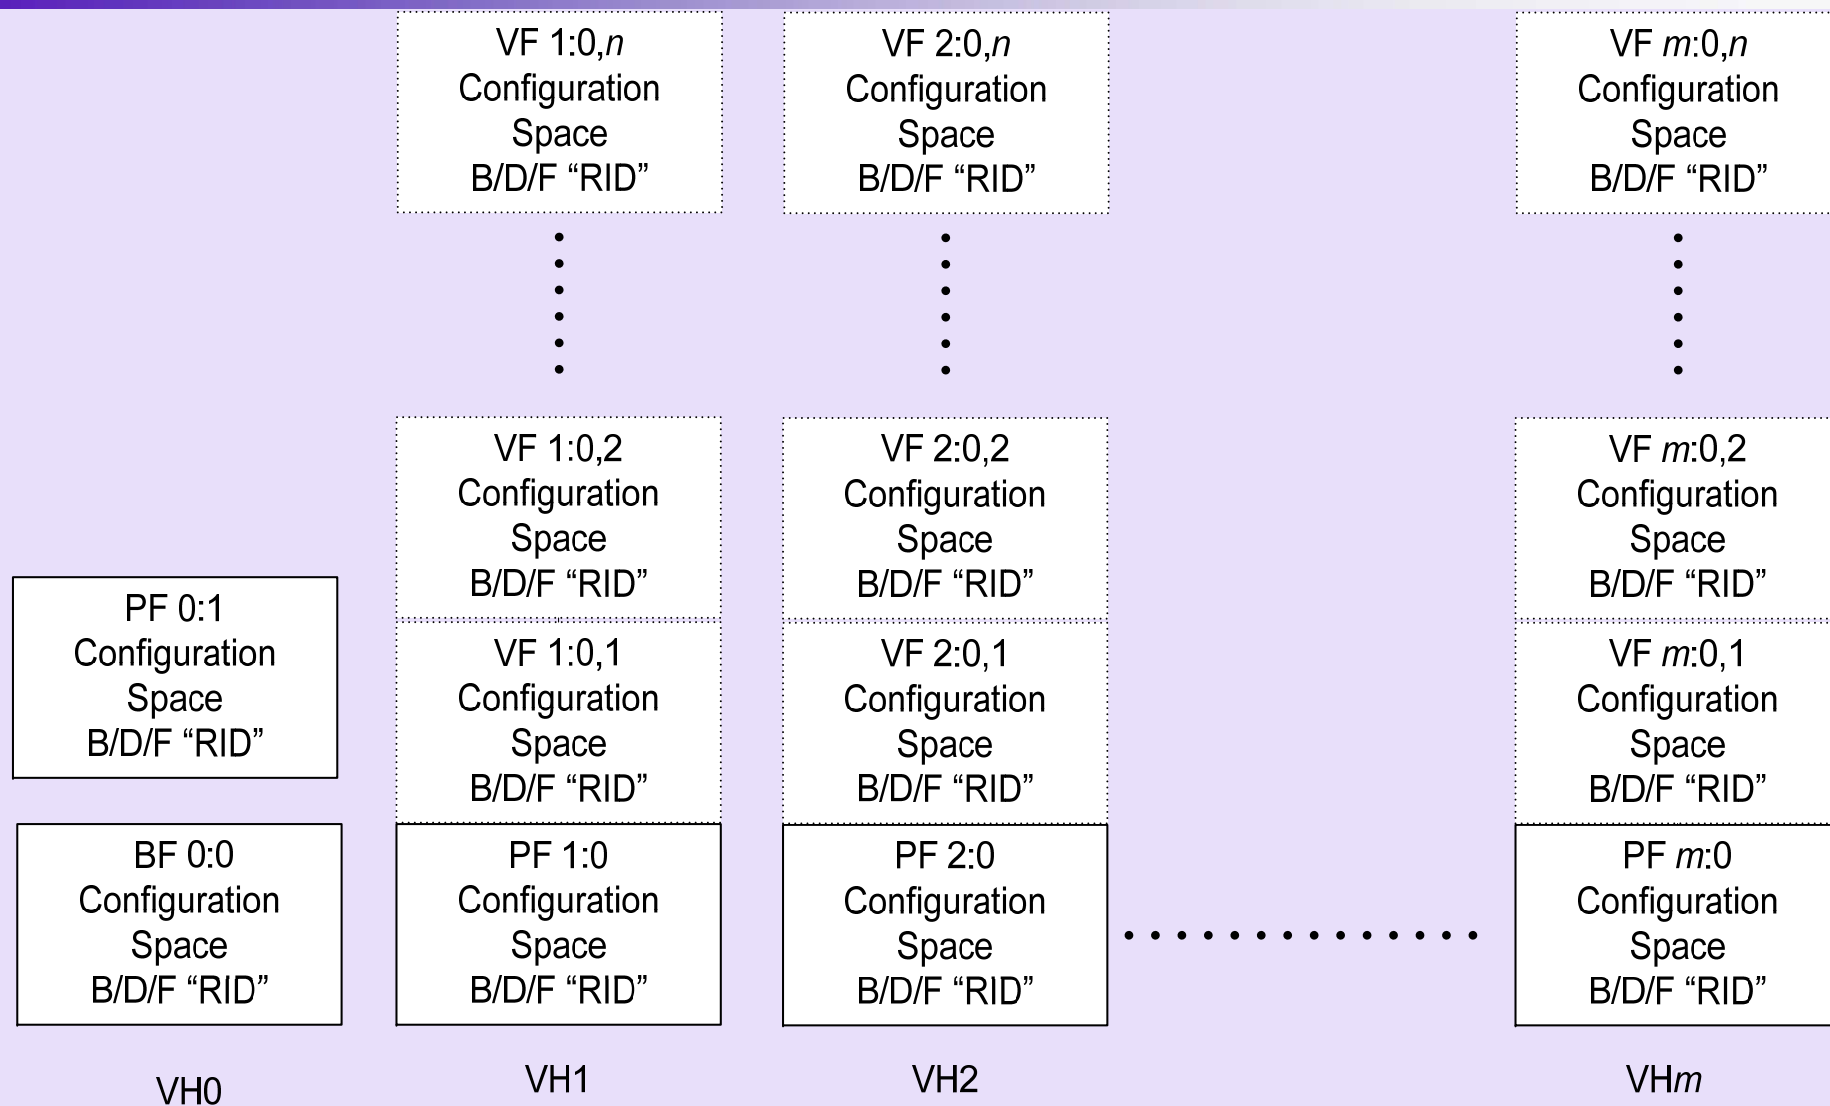 VF 1:0,n
Configuration
Space
B/D/F “RID”
VF 2:0,n
Configuration
Space
B/D/F “RID”
VF m:0,n
Configuration
Space
B/D/F “RID”
VF 1:0,2
Configuration
Space
B/D/F “RID”
VF 2:0,2
Configuration
Space
B/D/F “RID”
VF m:0,2
Configuration
Space
B/D/F “RID”
PF 0:1
Configuration
Space
B/D/F “RID”
VF 1:0,1
Configuration
Space
B/D/F “RID”
VF 2:0,1
Configuration
Space
B/D/F “RID”
VF m:0,1
Configuration
Space
B/D/F “RID”
BF 0:0
Configuration
Space
B/D/F “RID”
PF 1:0
Configuration
Space
B/D/F “RID”
PF 2:0
Configuration
Space
B/D/F “RID”
PF m:0
Configuration
Space
B/D/F “RID”
VH0
VH1
VH2
VHm